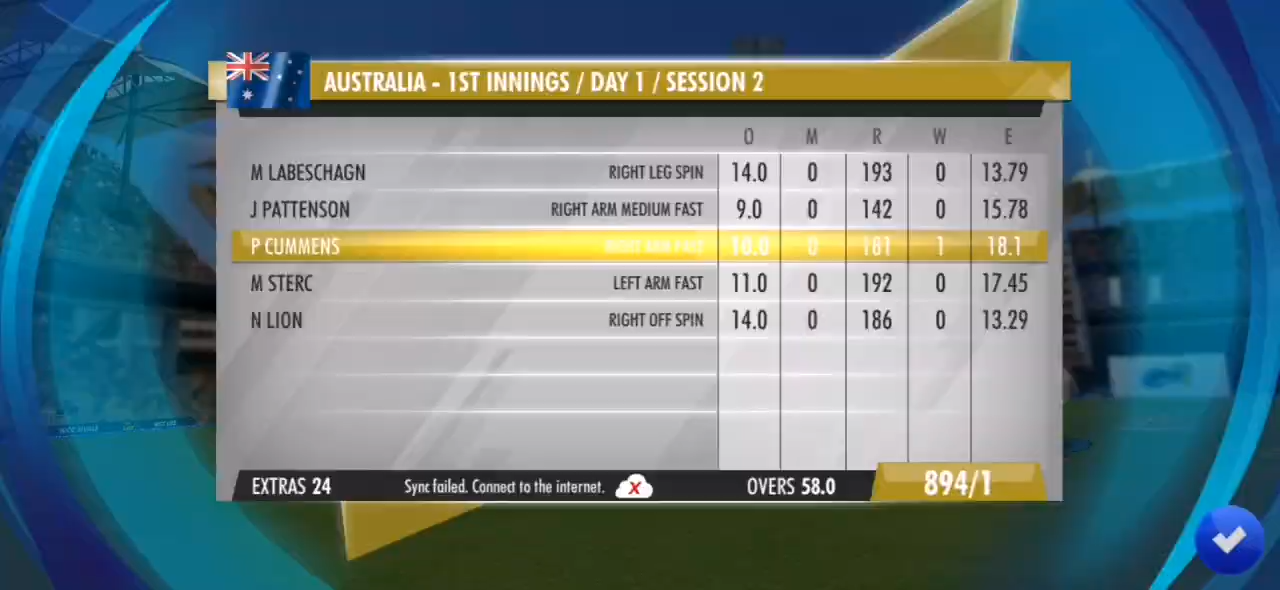 AUSTRALIA - 1ST INNINGS / DAY 1 / SESSION 2
O M R W E
M LABESCHAGN RIGHT LEG SPIN 14.0 0 193 0 13.79
J PATTENSON RIGHT ARM MEDIUM FAST 9.0 0 142 0 15.78
P CUMMENS RIGHT ARM FAST 10.0 0 181 1 18.1
M STERC LEFT ARM FAST 11.0 0 192 0 17.45
N LION RIGHT OFF SPIN 14.0 0 186 0 13.29
EXTRAS 24 Sync failed. Connect to the internet. X OVERS 58.0 894/1